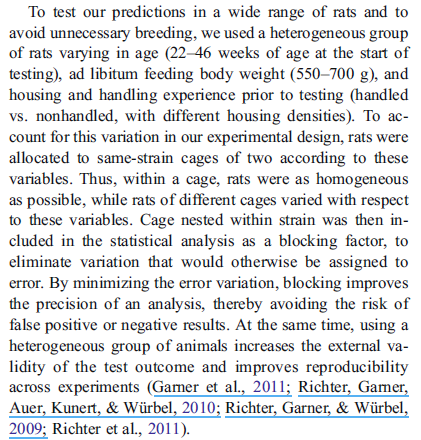 To test our predictions in a wide range of rats and to
avoid unnecessary breeding, we used a heterogeneous group
of rats varying in age (22–46 weeks of age at the start of
testing), ad libitum feeding body weight (550–700 g), and
housing and handling experience prior to testing (handled
vs. nonhandled, with different housing densities). To ac-
count for this variation in our experimental design, rats were
allocated to same-strain cages of two according to these
variables. Thus, within a cage, rats were as homogeneous
as possible, while rats of different cages varied with respect
to these variables. Cage nested within strain was then in-
cluded in the statistical analysis as a blocking factor, to
eliminate variation that would otherwise be assigned to
error. By minimizing the error variation, blocking improves
the precision of an analysis, thereby avoiding the risk of
false positive or negative results. At the same time, using a
heterogeneous group of animals increases the external va-
lidity of the test outcome and improves reproducibility
across experiments (Garner et al., 2011; Richter, Garner,
Auer, Kunert, & Würbel, 2010; Richter, Garner, & Würbel,
2009; Richter et al., 2011).